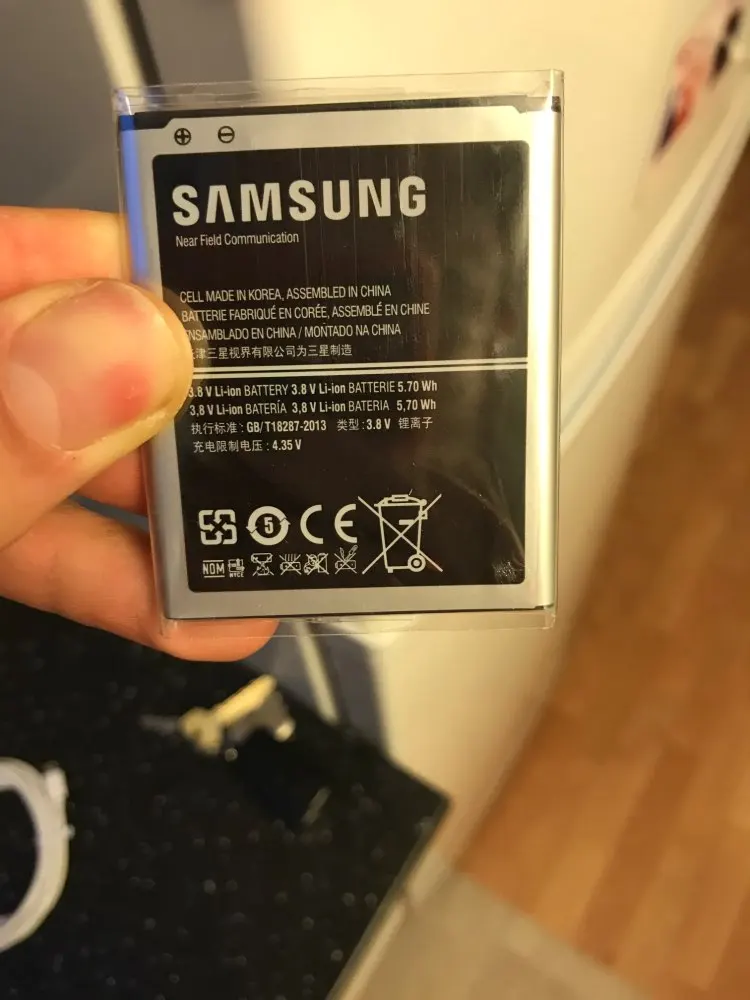 SAMSUNG
Near Field Communication
CELL MADE IN KOREA, ASSEMBLED IN CHINA
BATTERIE FABRIQUÉ EN CORÉE, ASSEMBLÉ EN CHINE
ENSAMBLADO EN CHINA / MONTADO NA CHINA
津三星视界有限公司为三星制造
3.8 V Li-ion BATTERY 3.8 V Li-ion BATTERIE 5.70 Wh
3,8 V Li-ion BATERÍA 3,8 V Li-ion BATERIA 5,70 Wh
执行标准 : GB/T18287-2013 类型 : 3.8 V 锂离子
充电限制电压 : 4.35 V
5 CE
NOM NYCE